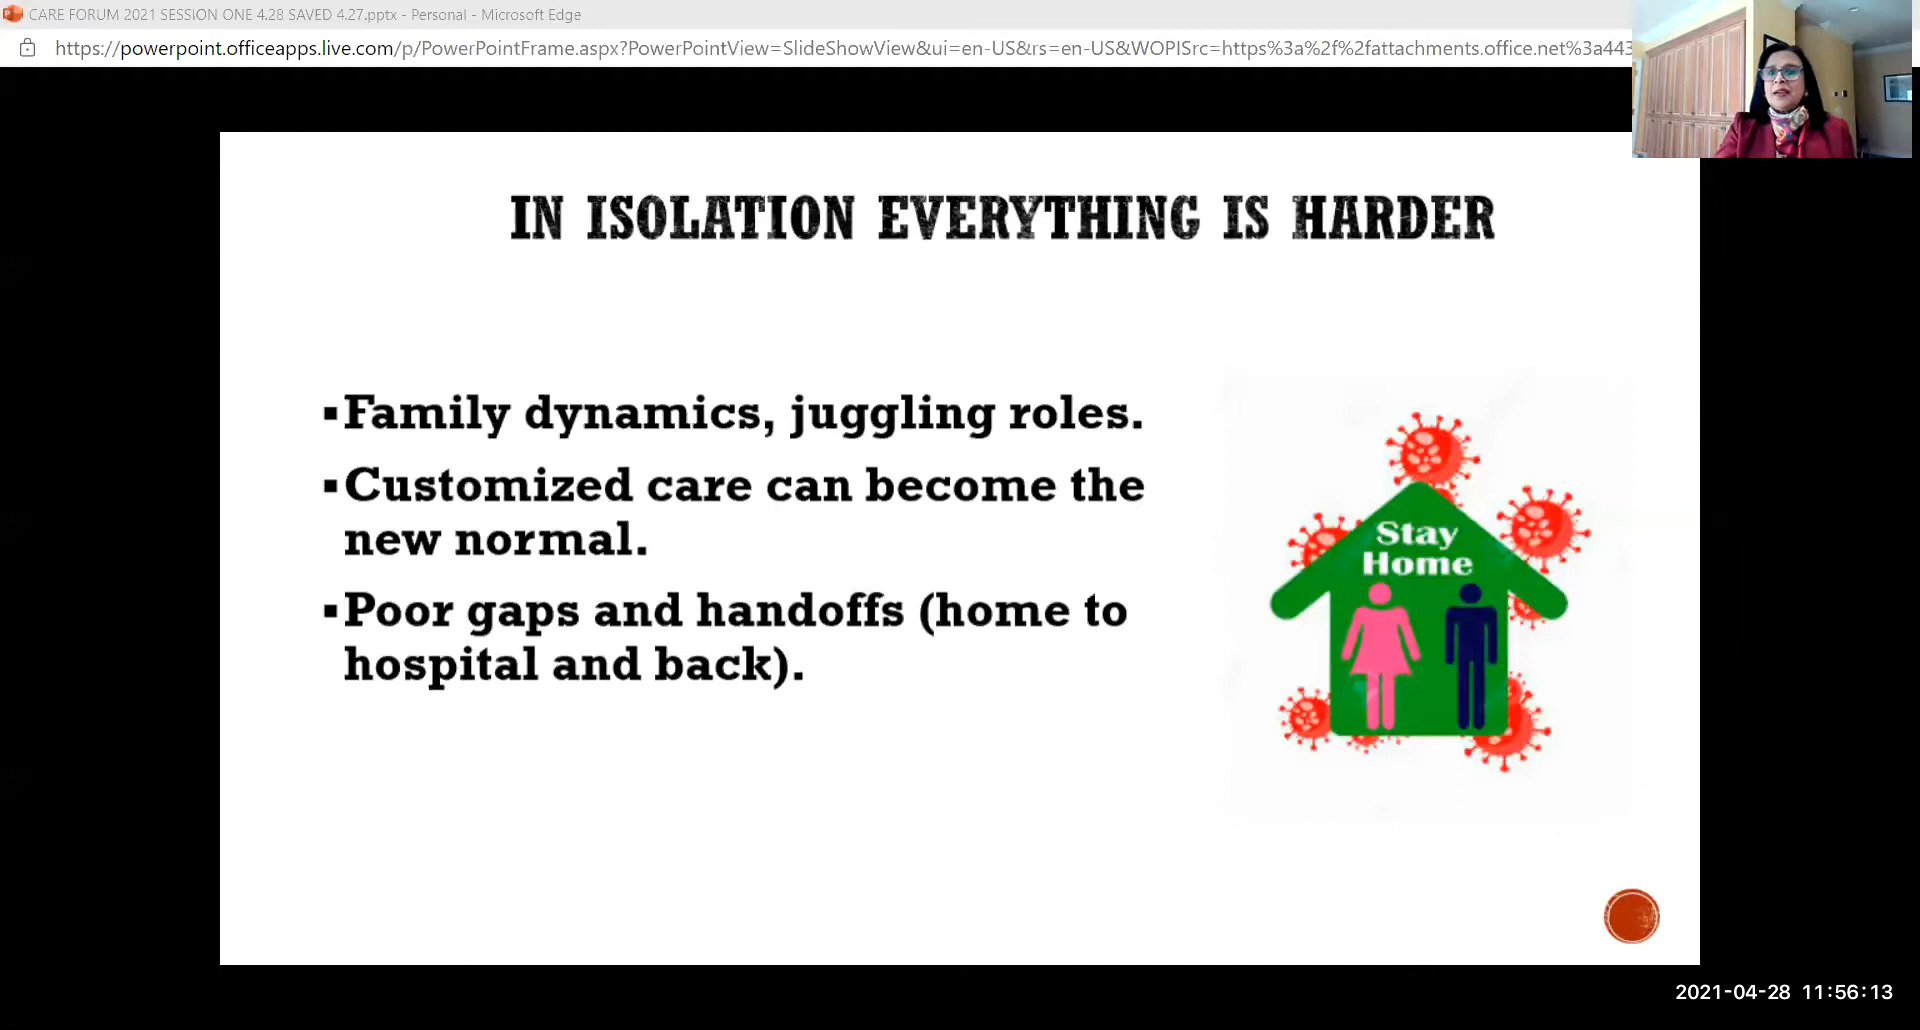 CARE FORUM 2021 SESSION ONE 4.28 SAVED 4.27.pptx - Personal - Microsoft Edge
https://powerpoint.officeapps.live.com/p/PowerPointFrame.aspx?PowerPointView=SlideShowView&ui=en-US&rs=en-US&WOPISrc=https%3a%2f%2fattachments.office.net%3a443
IN ISOLATION EVERYTHING IS HARDER
▪Family dynamics, juggling roles.
▪Customized care can become the
new normal.
▪Poor gaps and handoffs (home to
hospital and back).
Stay
Home
2021-04-28 11:56:13